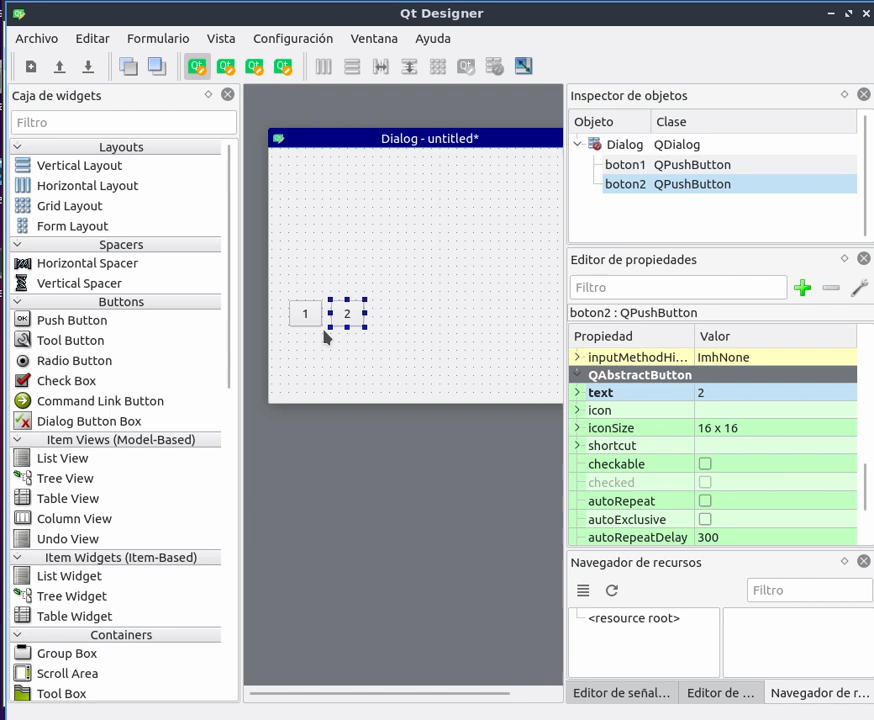 Qt Designer
Archivo Editar Formulario Vista Configuración Ventana Ayuda
Caja de widgets
Filtro
Layouts
Vertical Layout
Horizontal Layout
Grid Layout
Form Layout
Spacers
Horizontal Spacer
Vertical Spacer
Buttons
OK Push Button
Tool Button
Radio Button
Check Box
Command Link Button
Dialog Button Box
Item Views (Model-Based)
List View
Tree View
Table View
Column View
Undo View
Item Widgets (Item-Based)
List Widget
Tree Widget
Table Widget
Containers
Group Box
Scroll Area
Tool Box
Dialog - untitled*
1 2
Inspector de objetos
Objeto Clase
Dialog QDialog
boton1 QPushButton
boton2 QPushButton
Editor de propiedades
Filtro
boton2 : QPushButton
Propiedad Valor
inputMethodHi... ImhNone
QAbstractButton
text 2
icon
iconSize 16 x 16
shortcut
checkable
checked
autoRepeat
autoExclusive
autoRepeatDelay 300
Navegador de recursos
Filtro
<resource root>
Editor de señal... Editor de ... Navegador de r...